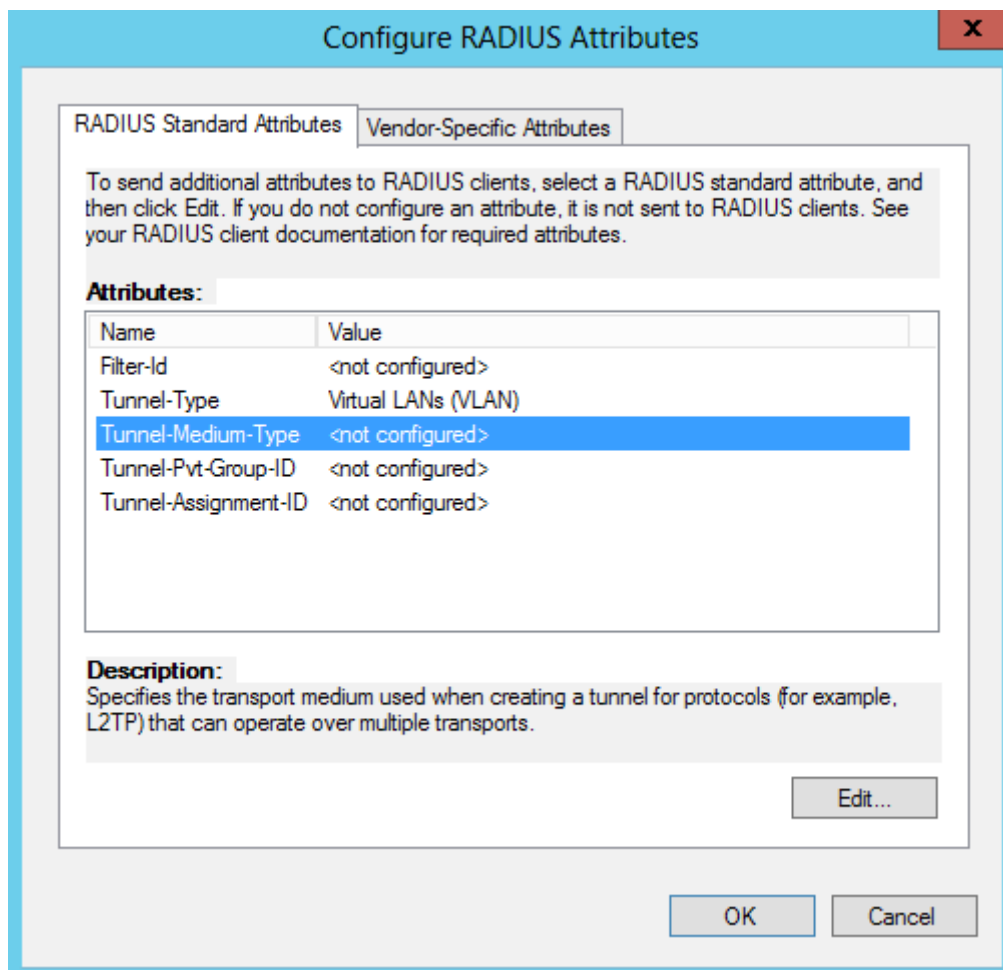 Configure RADIUS Attributes
x
RADIUS Standard Attributes
Vendor-Specific Attributes
To send additional attributes to RADIUS clients, select a RADIUS standard attribute, and
then click Edit. If you do not configure an attribute, it is not sent to RADIUS clients. See
your RADIUS client documentation for required attributes.
Attributes:
Name Value
Filter-Id <not configured>
Tunnel-Type Virtual LANs (VLAN)
Tunnel-Medium-Type <not configured>
Tunnel-Pvt-Group-ID <not configured>
Tunnel-Assignment-ID <not configured>
Description:
Specifies the transport medium used when creating a tunnel for protocols (for example,
L2TP) that can operate over multiple transports.
Edit...
OK Cancel